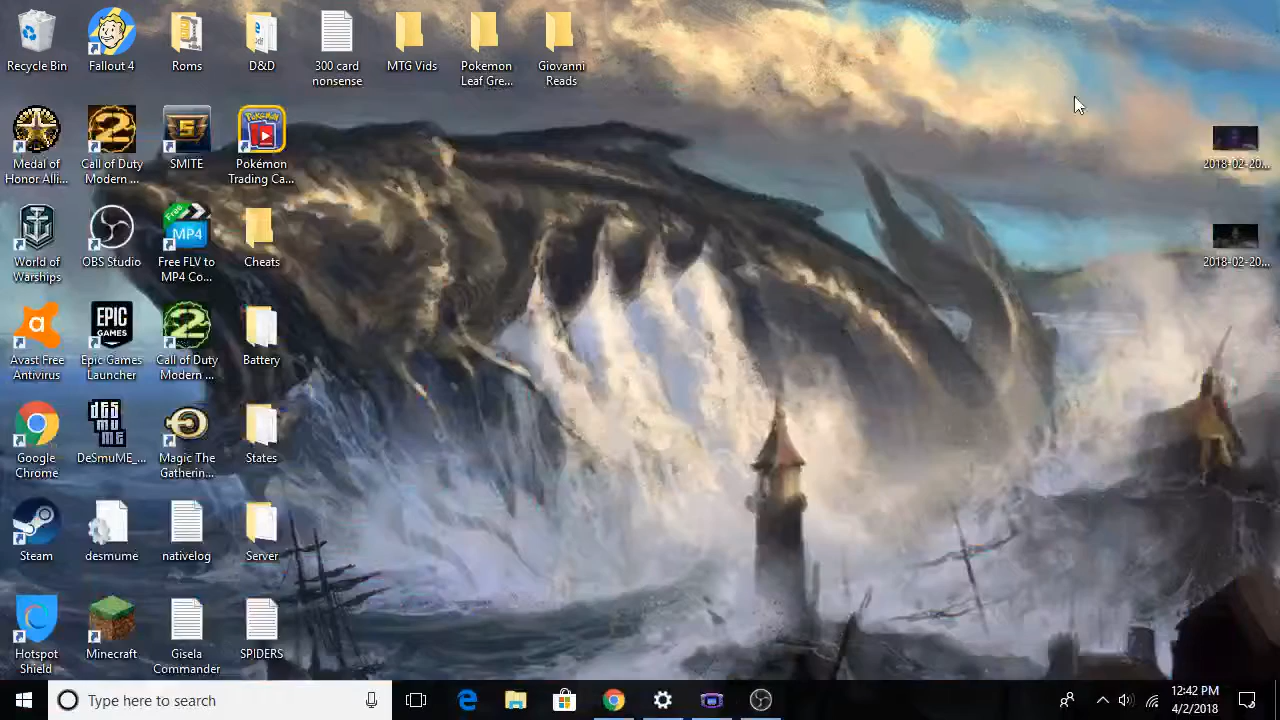 Recycle Bin
Fallout 4
Roms
D&D
300 card
nonsense
MTG Vids
Pokemon
Leaf Gre...
Giovanni
Reads
Medal of
Honor Alli...
Call of Duty
Modern ...
SMITE
Pokémon
Trading Ca...
2018-02-20...
World of
Warships
OBS Studio
Free FLV to
MP4 Co...
Cheats
2018-02-20...
Avast Free
Antivirus
Epic Games
Launcher
Call of Duty
Modern ...
Battery
Google
Chrome
DeSmuME_...
Magic The
Gatherin...
States
Steam
desmume
nativelog
Server
Hotspot
Shield
Minecraft
Gisela
Commander
SPIDERS
Type here to search
12:42 PM
4/2/2018